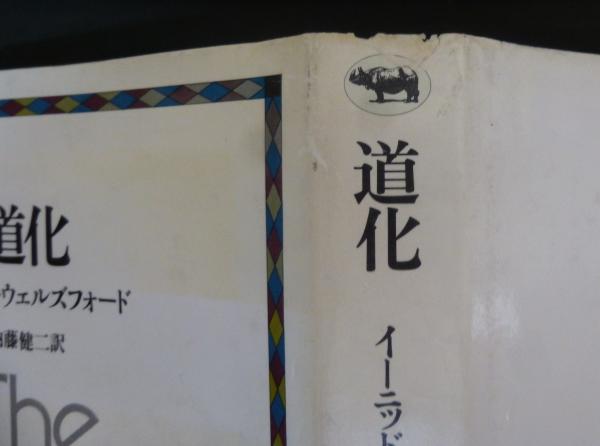 道化
ウェルズフォード
藤健二訳
The
道化
イーニッド